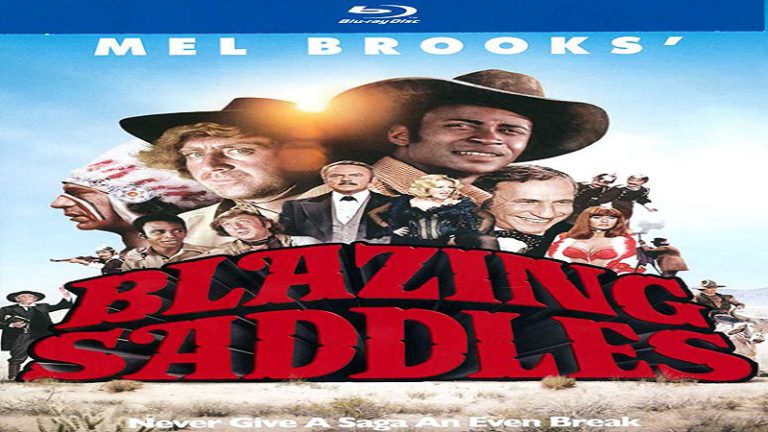 Blu-ray Disc
MEL BROOKS'
BLAZING
SADDLES
Never Give A Saga An Even Break